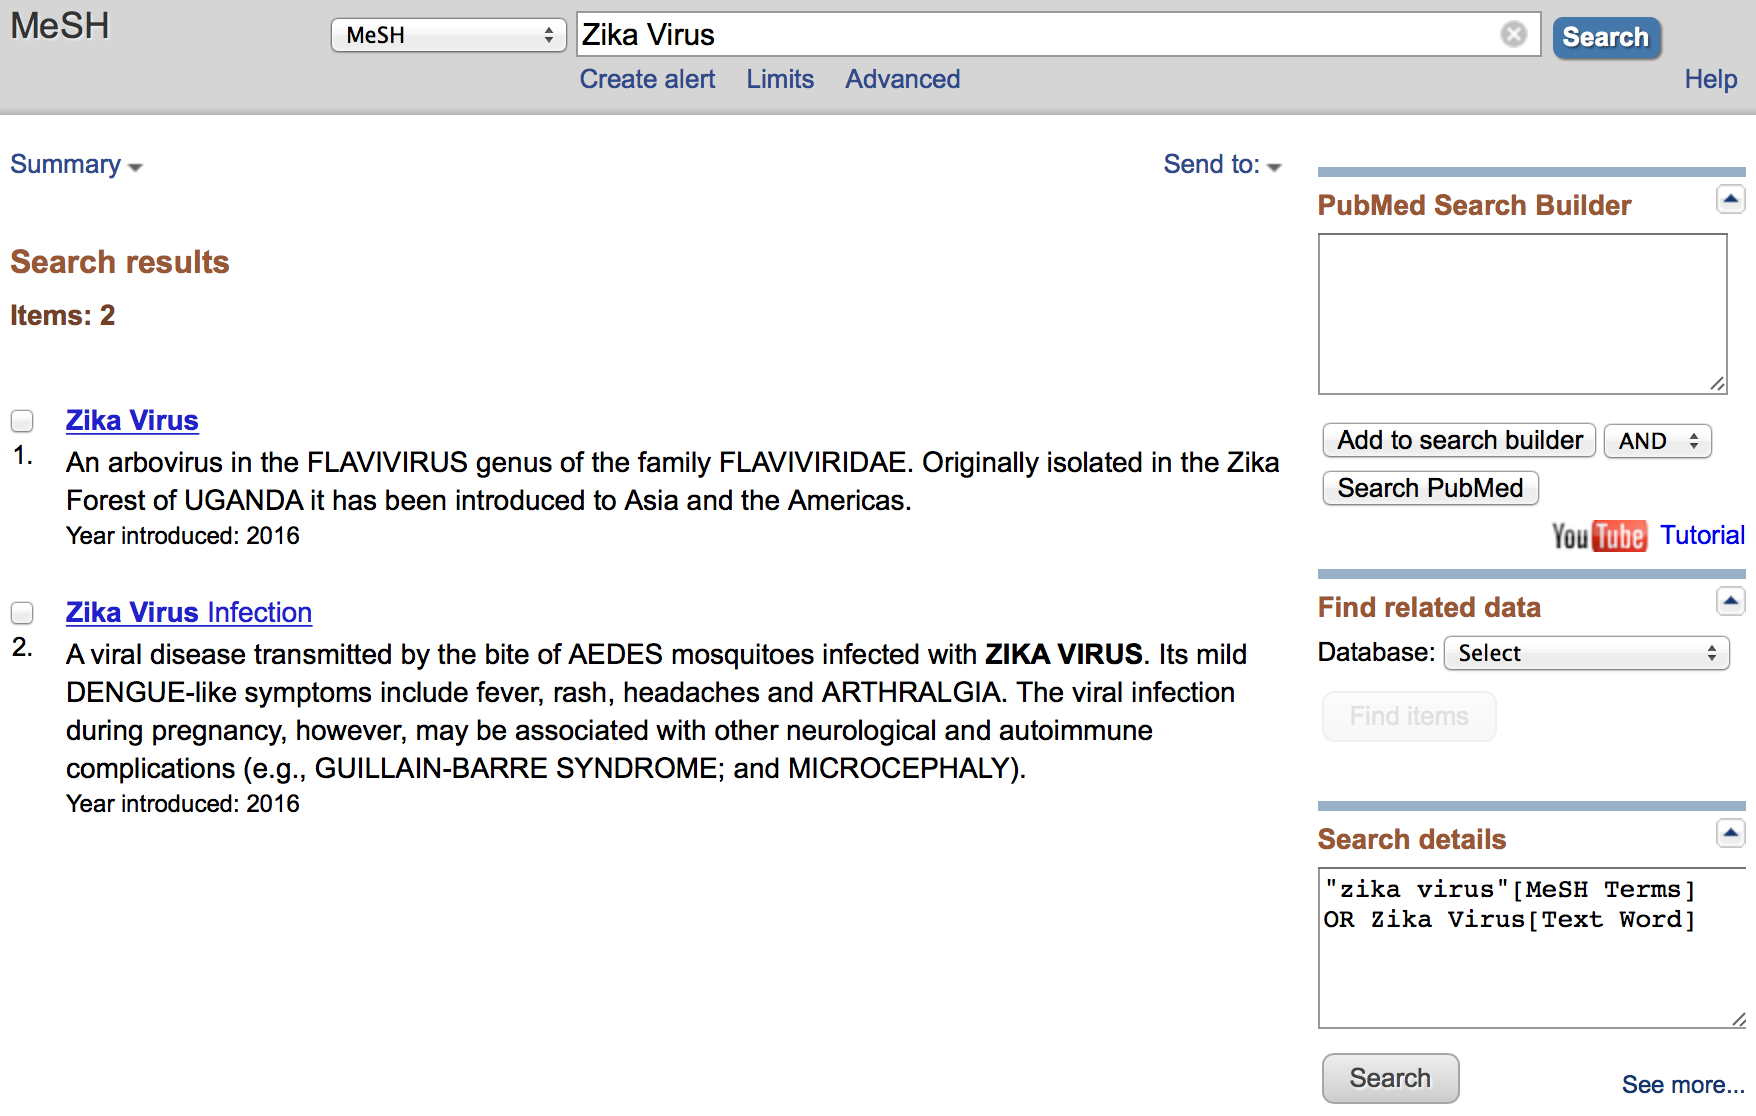 MeSH
MeSH
Zika Virus
Search
Create alert
Limits
Advanced
Help
Summary
Send to:
Search results
Items: 2
Zika Virus
1.
An arbovirus in the FLAVIVIRUS genus of the family FLAVIVIRIDAE. Originally isolated in the Zika
Forest of UGANDA it has been introduced to Asia and the Americas.
Year introduced: 2016
Zika Virus Infection
2.
A viral disease transmitted by the bite of AEDES mosquitoes infected with ZIKA VIRUS. Its mild
DENGUE-like symptoms include fever, rash, headaches and ARTHRALGIA. The viral infection
during pregnancy, however, may be associated with other neurological and autoimmune
complications (e.g., GUILLAIN-BARRE SYNDROME; and MICROCEPHALY).
Year introduced: 2016
PubMed Search Builder
Add to search builder
AND
Search PubMed
YouTube
Tutorial
Find related data
Database:
Select
Find items
Search details
"zika virus"[MeSH Terms]
OR Zika Virus[Text Word]
Search
See more...